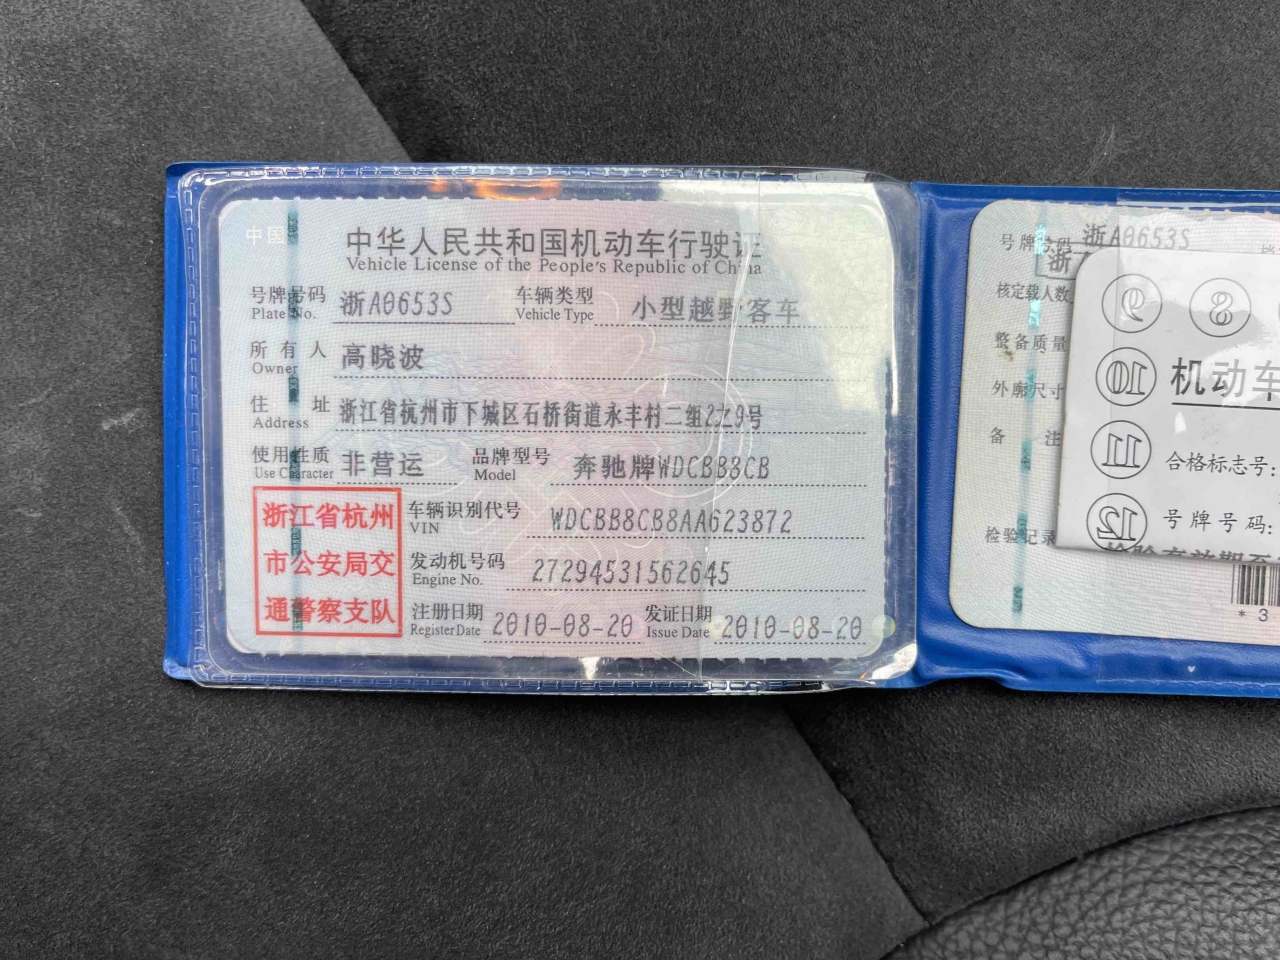 中国
中华人民共和国机动车行驶证
Vehicle License of the People's Republic of China
号牌号码 浙A0653S 车辆类型 小型越野客车
Plate No. Vehicle Type
所有人 高晓波
Owner
住址 浙江省杭州市下城区石桥街道永丰村二组2之9号
Address
使用性质 非营运 品牌型号 奔驰牌WDCBB8CB
Use Character Model
浙江省杭州
市公安局交
通警察支队
车辆识别代号 WDCBB8CB8AA623872
VIN
发动机号码 27294531562645
Engine No.
注册日期 2010-08-20 发证日期 2010-08-20
Register Date Issue Date
号牌号码 浙A0653S
浙
核定载人数
整备质量
外廓尺寸
备注
检验记录
9 8
10 机动车
11 合格标志号:
12 号牌号码:
检验有效期至
*3